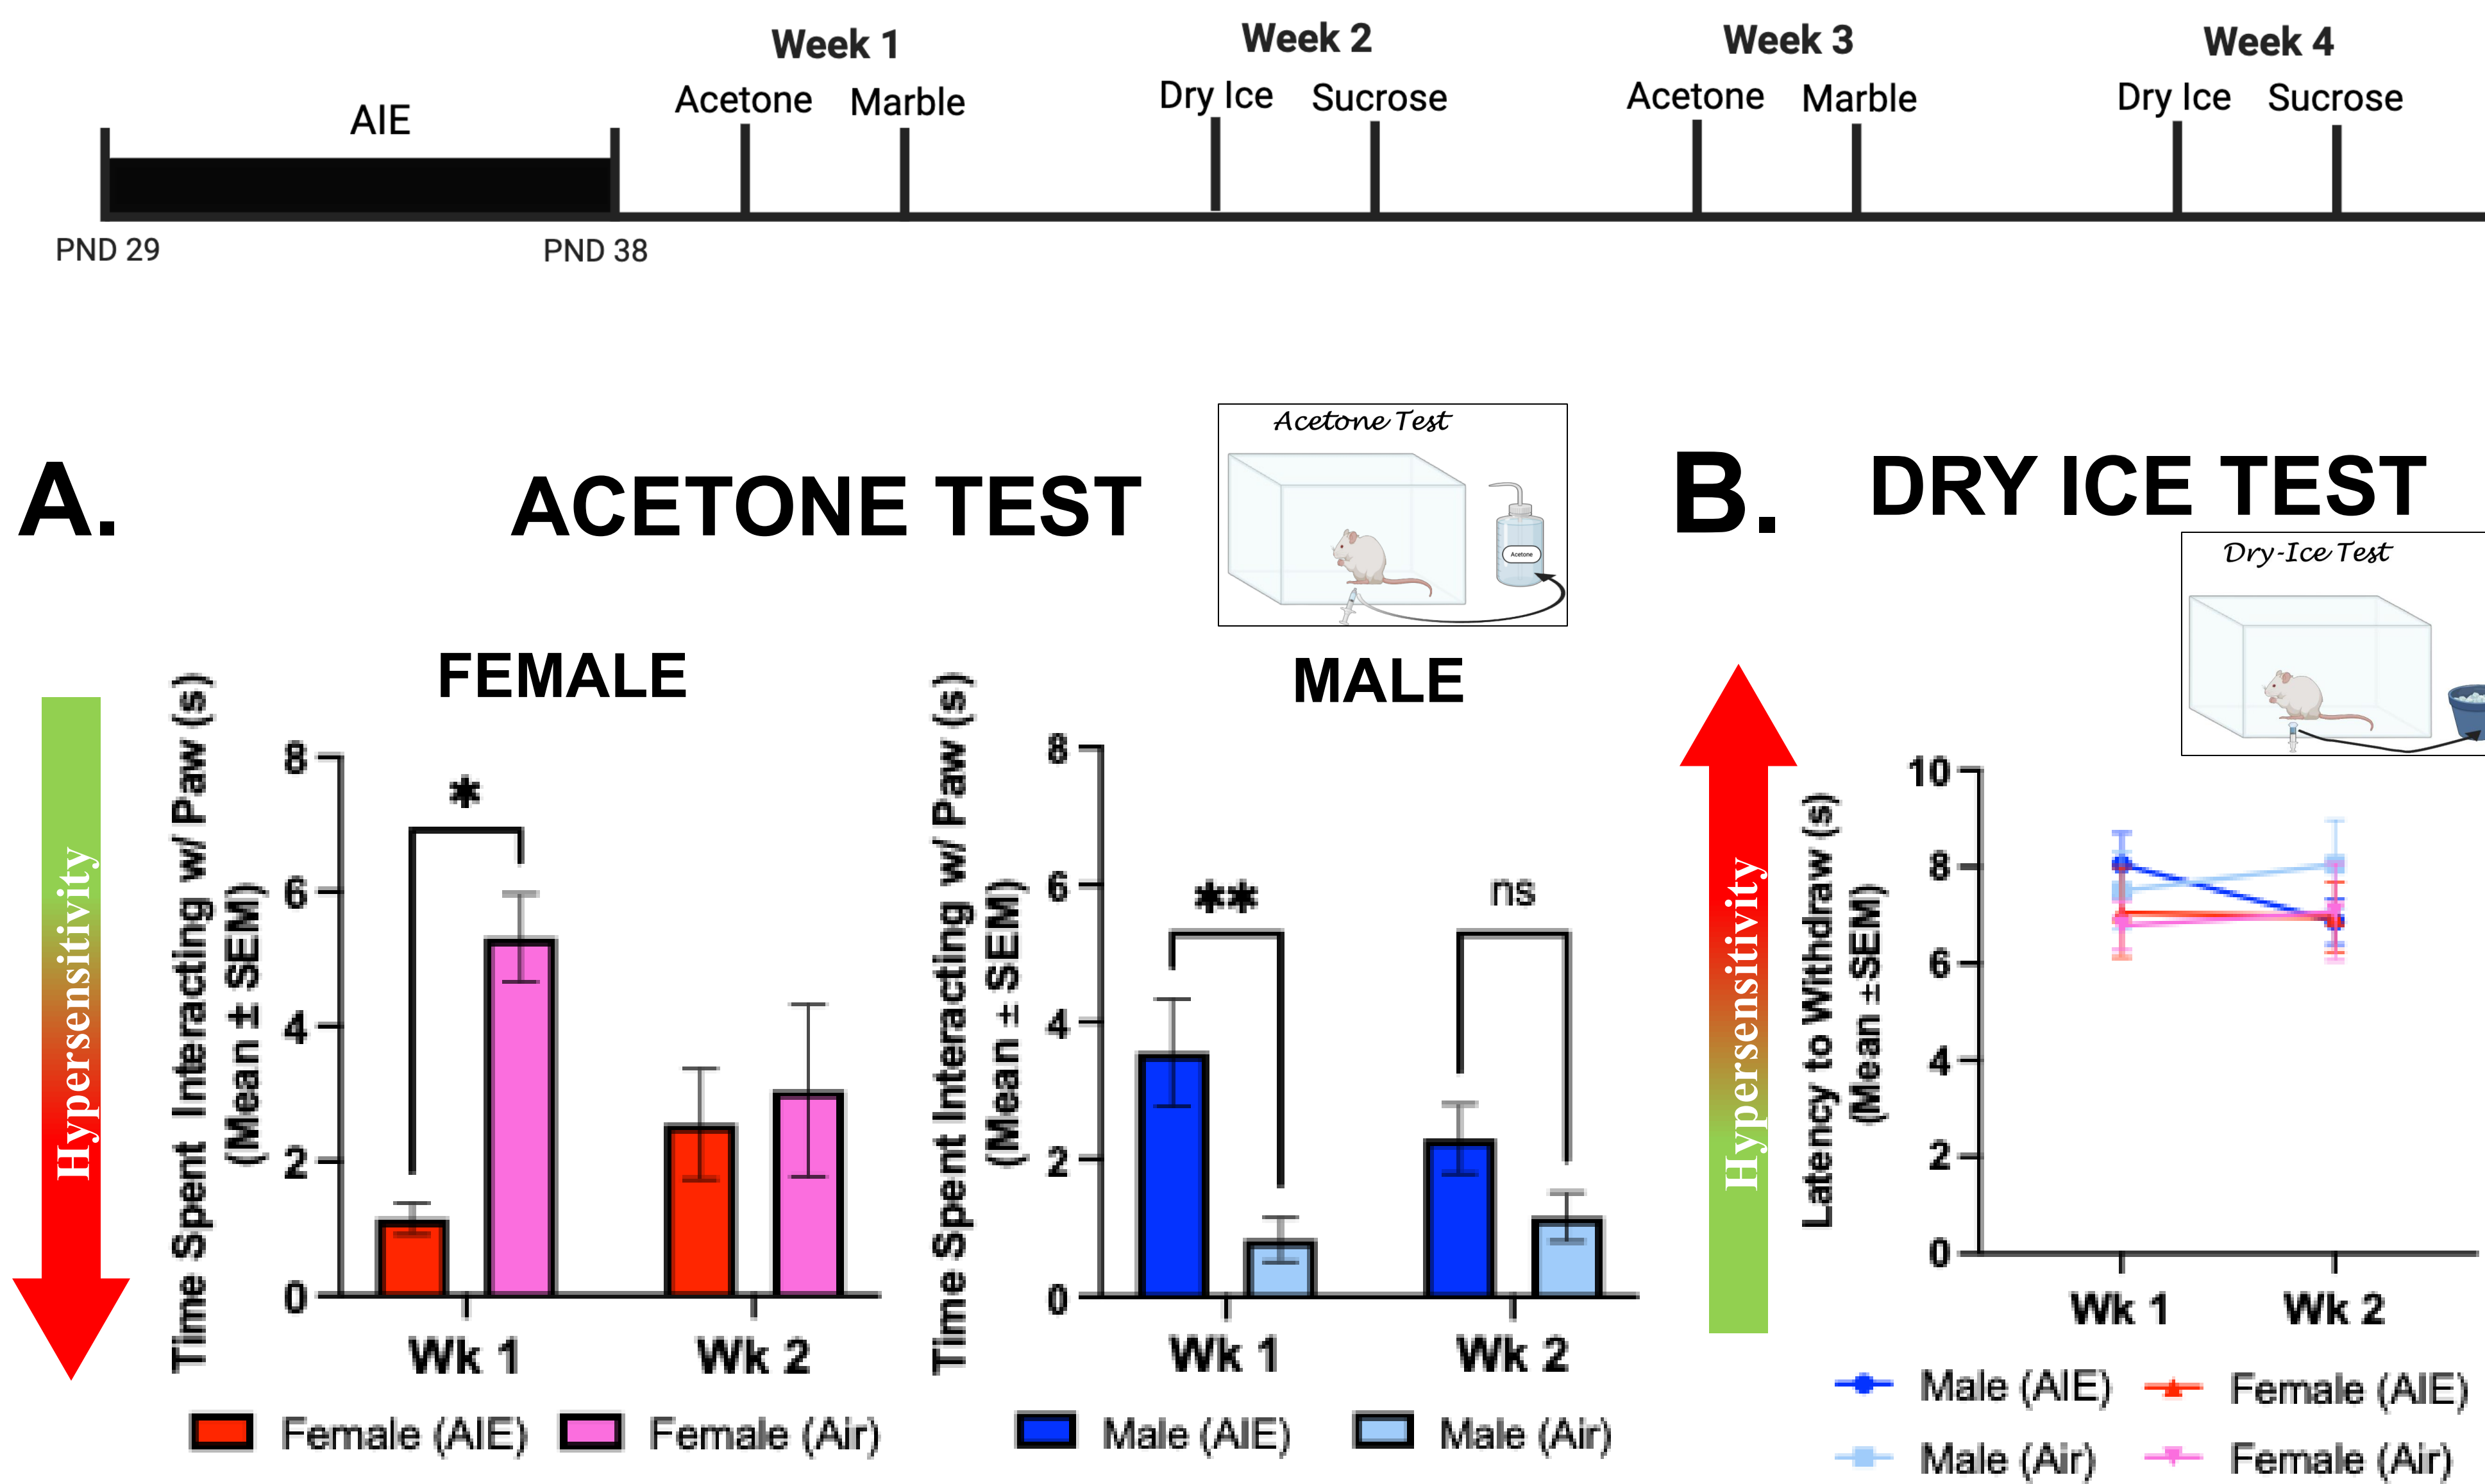 Week 1
Week 2
Week 3
Week 4
AIE
Acetone
Marble
Dry Ice
Sucrose
Acetone
Marble
Dry Ice
Sucrose
PND 29
PND 38
A.
ACETONE TEST
Acetone Test
Acetone
B.
DRY ICE TEST
Dry-Ice Test
Hypersensitivity
FEMALE
Time Spent Interacting w/ Paw (s)
(Mean ± SEM)
8
6
4
2
0
*
Wk 1
Wk 2
Female (AIE)
Female (Air)
MALE
Time Spent Interacting w/ Paw (s)
(Mean ± SEM)
8
6
4
2
0
**
ns
Wk 1
Wk 2
Male (AIE)
Male (Air)
Hypersensitivity
Latency to Withdraw (s)
(Mean ±SEM)
10
8
6
4
2
0
Wk 1
Wk 2
Male (AIE)
Female (AIE)
Male (Air)
Female (Air)